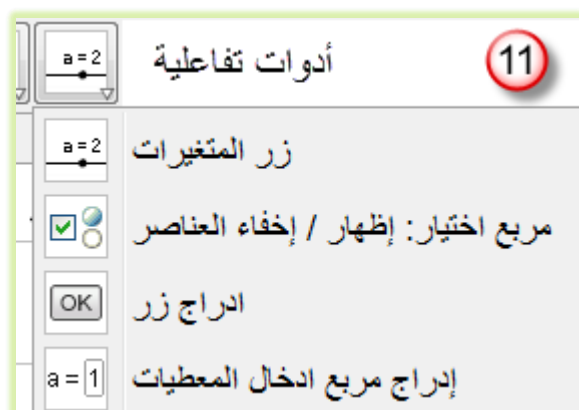 a = 2 أدوات تفاعلية 11
a = 2 زر المتغيرات
مربع اختيار: إظهار / إخفاء العناصر
OK ادراج زر
a = 1 إدراج مربع ادخال المعطيات